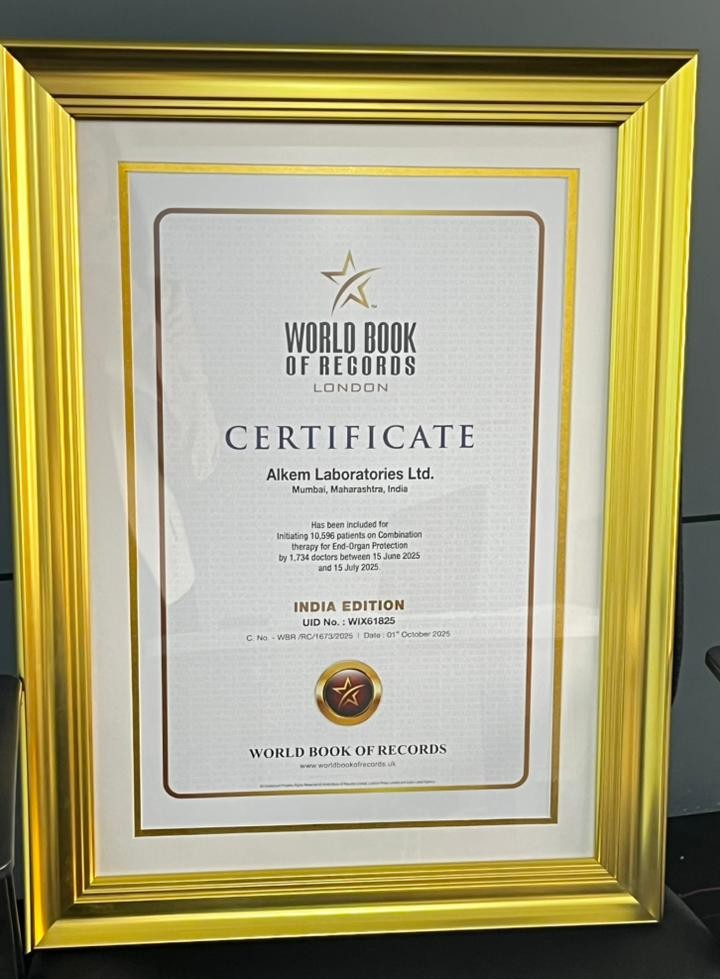 WORLD BOOK
OF RECORDS
LONDON
CERTIFICATE
Alkem Laboratories Ltd.
Mumbai, Maharashtra, India
Has been included for
Initiating 10,596 patients on Combination
therapy for End-Organ Protection
by 1,734 doctors between 15 June 2025
and 15 July 2025.
INDIA EDITION
UID No. : WIX61825
C. No. - WBR /RC/1673/2025 | Date : 01st October 2025
WORLD BOOK OF RECORDS
www.worldbookofrecords.uk